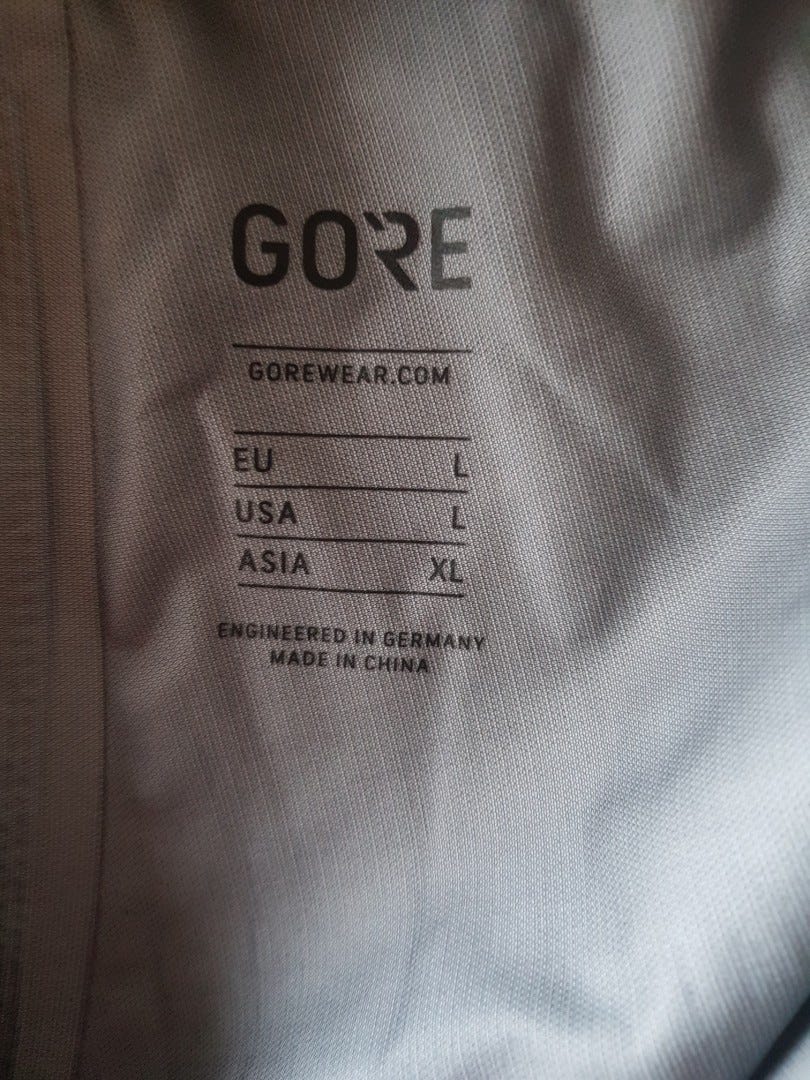 GORE
GOREWEAR.COM
EU L
USA L
ASIA XL
ENGINEERED IN GERMANY
MADE IN CHINA